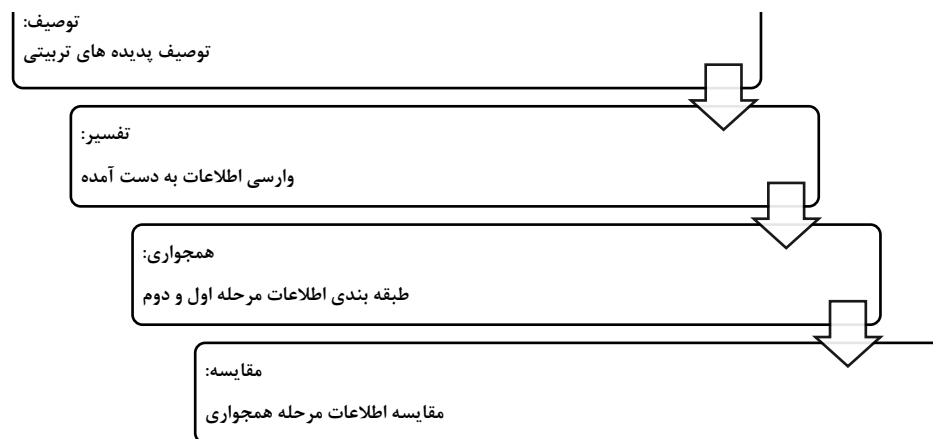 توصیف:
توصیف پدیده های تربیتی
تفسیر:
وارسی اطلاعات به دست آمده
همجواری:
طبقه بندی اطلاعات مرحله اول و دوم
مقایسه:
مقایسه اطلاعات مرحله همجواری